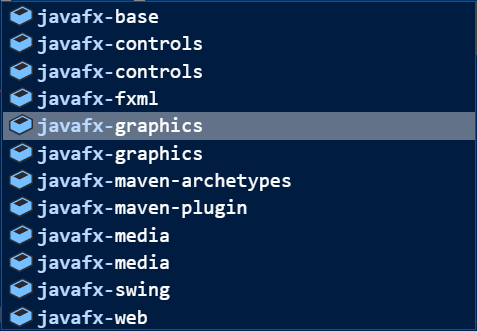 javafx-base
javafx-controls
javafx-controls
javafx-fxml
javafx-graphics
javafx-graphics
javafx-maven-archetypes
javafx-maven-plugin
javafx-media
javafx-media
javafx-swing
javafx-web